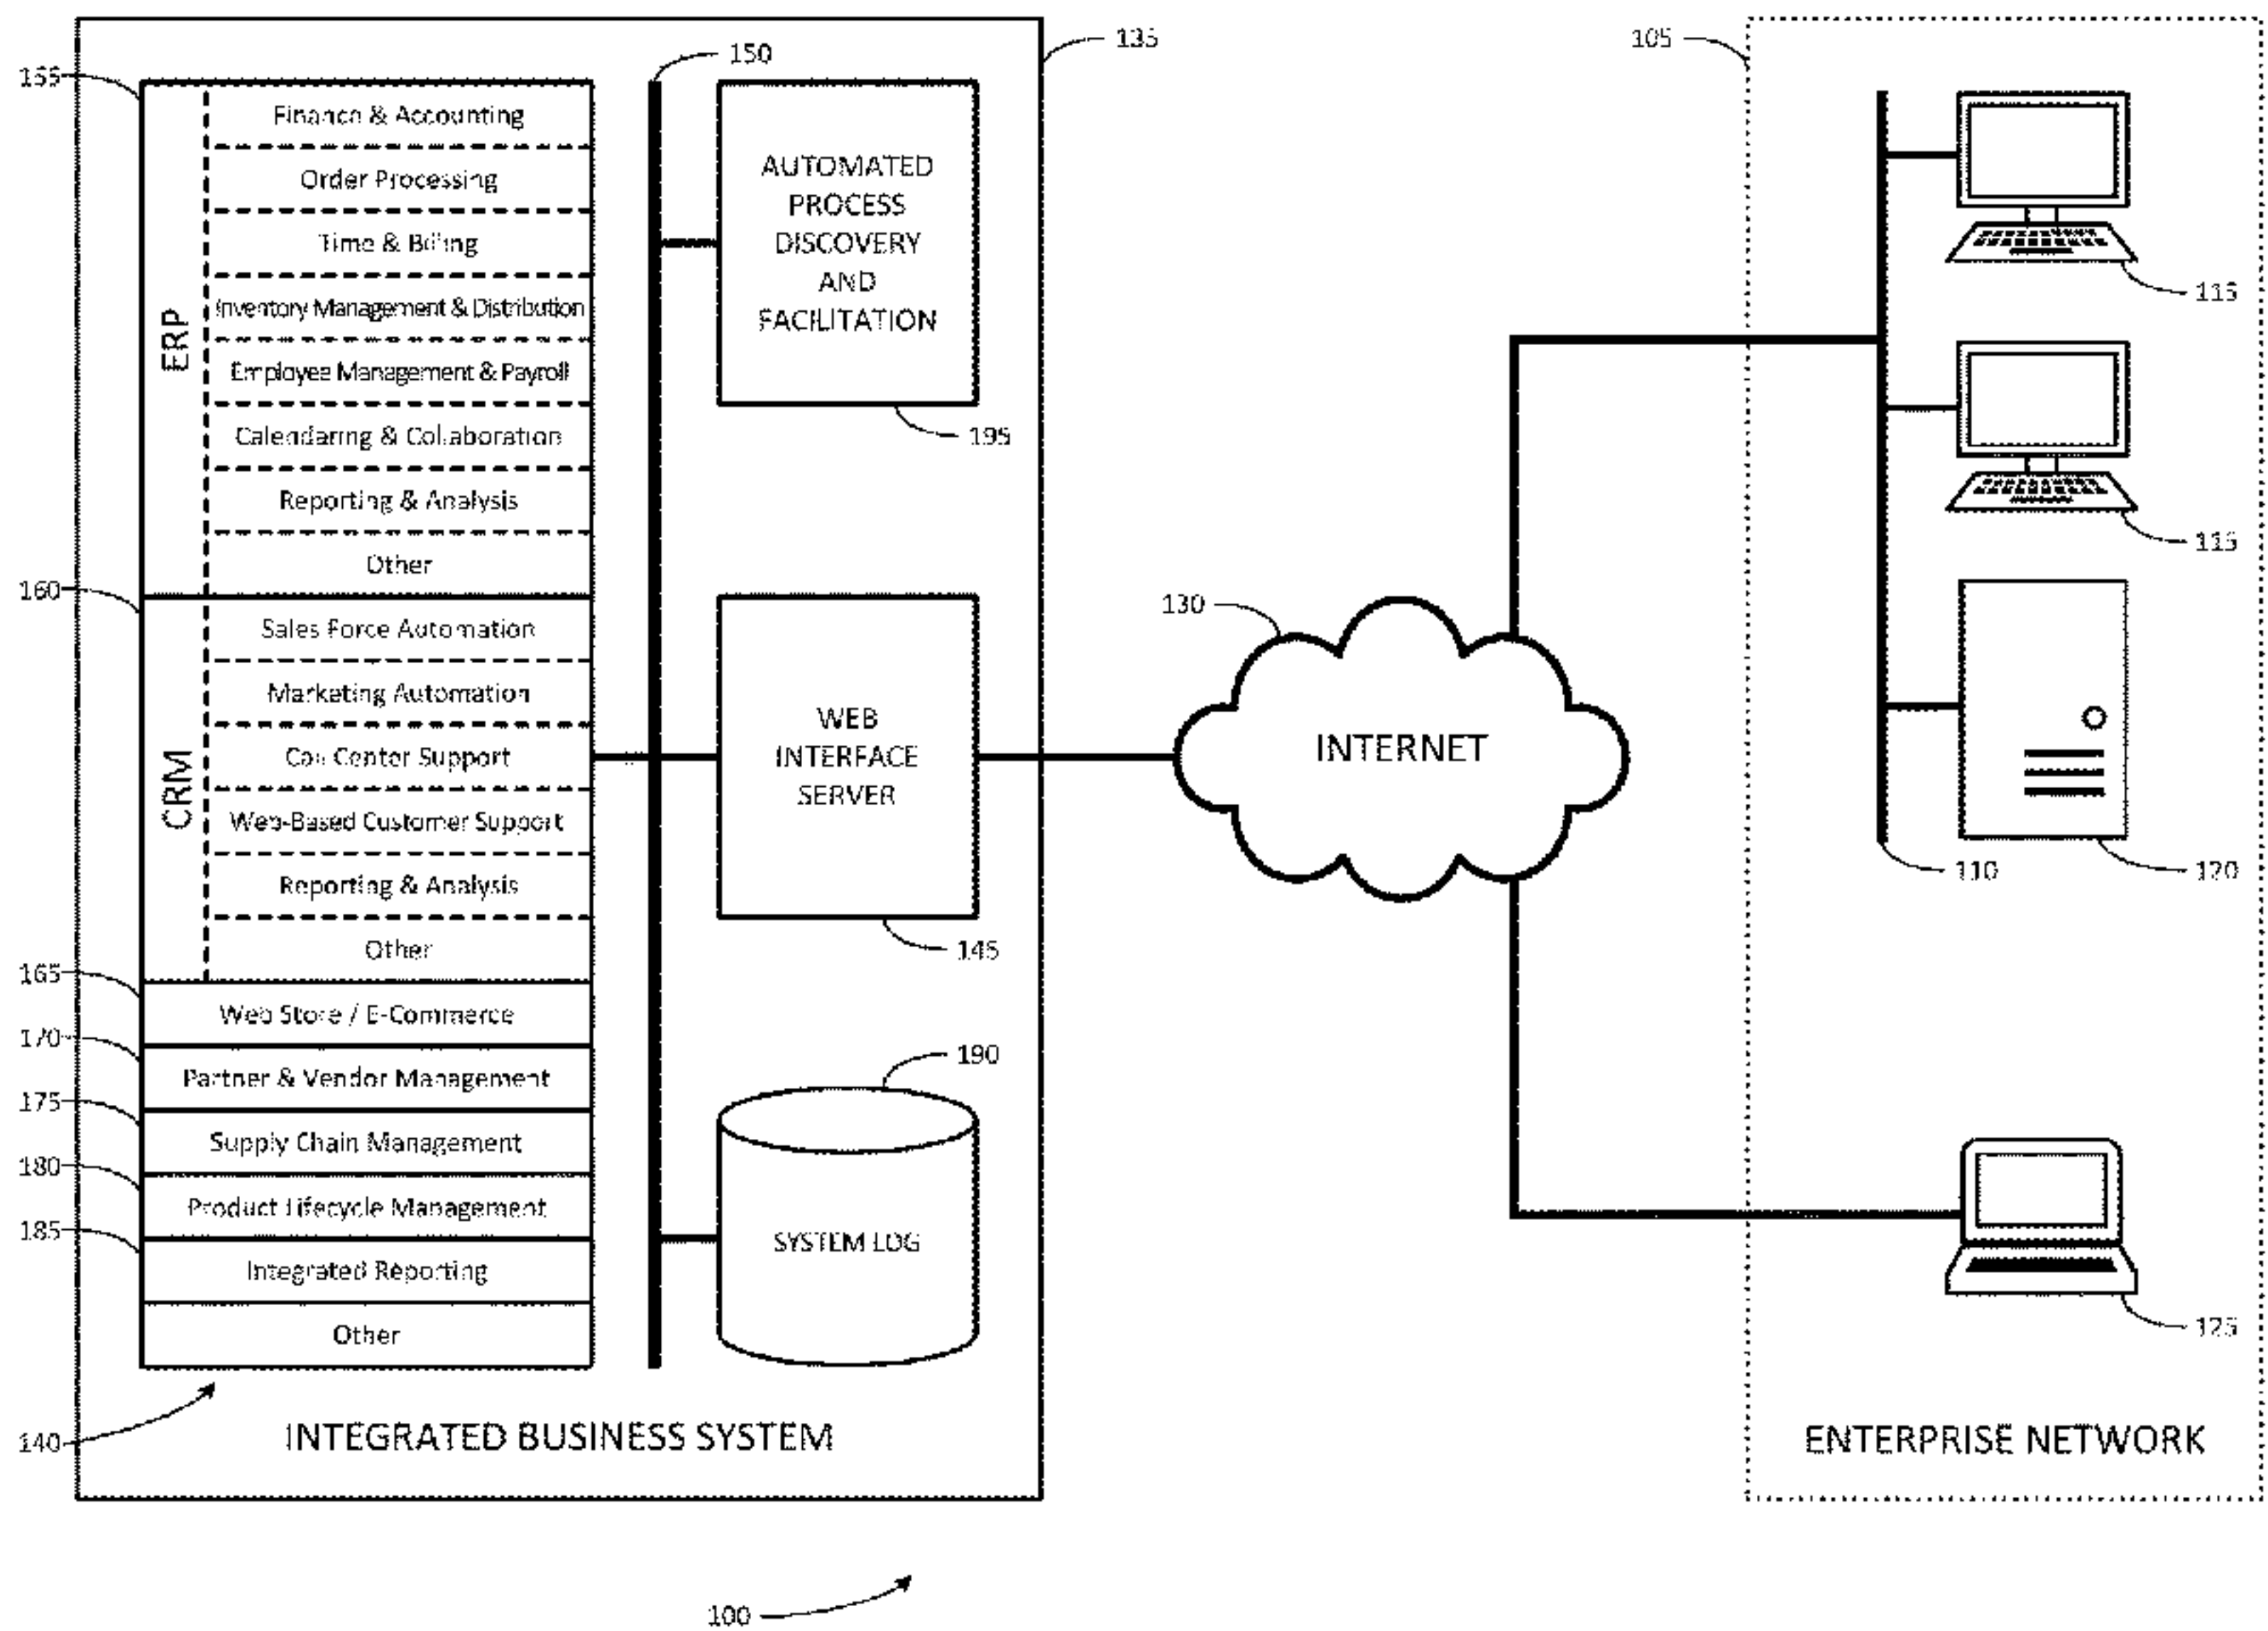 155
150
135
105
Finance & Accounting
Order Processing
Time & Billing
Inventory Management & Distribution
Employee Management & Payroll
Calendaring & Collaboration
Reporting & Analysis
Other
ERP
AUTOMATED
PROCESS
DISCOVERY
AND
FACILITATION
195
115
115
160
Sales Force Automation
Marketing Automation
Call Center Support
Web-Based Customer Support
Reporting & Analysis
Other
CRM
WEB
INTERFACE
SERVER
145
130
INTERNET
110
120
165
Web Store / E-Commerce
170
Partner & Vendor Management
175
Supply Chain Management
180
Product Lifecycle Management
185
Integrated Reporting
Other
190
SYSTEM LOG
125
140
INTEGRATED BUSINESS SYSTEM
ENTERPRISE NETWORK
100